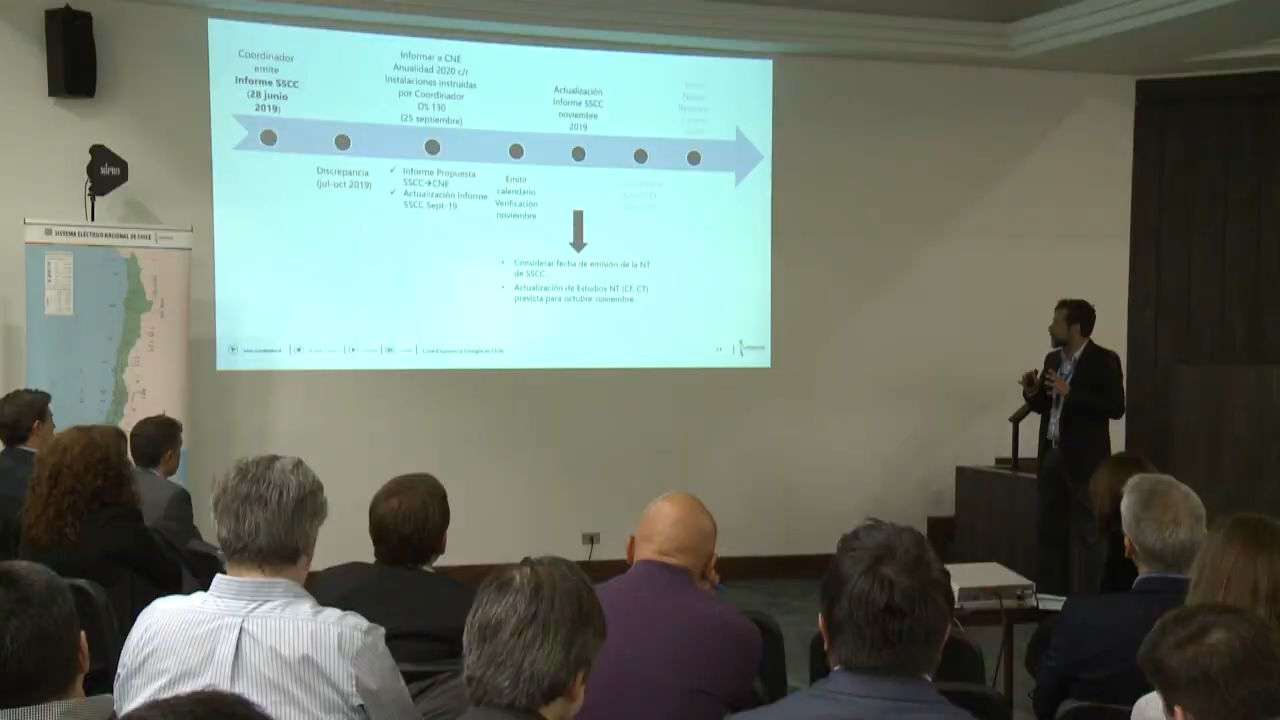 Coordinador
emite
Informe SSCC
(28 junio
2019)
Informar a CNE
Anualidad 2020 c/r
Instalaciones instruidas
por Coordinador
DS 130
(25 septiembre)
Actualización
Informe SSCC
noviembre
2019
Discrepancia
(jul-oct 2019)
✓ Informe Propuesta
SSCC→CNE
✓ Actualización Informe
SSCC Sept-19
Emitir
calendario
Verificación
noviembre
• Considerar fecha de emisión de la NT
de SSCC.
• Actualización de Estudios NT (CF, CT)
prevista para octubre noviembre.
SISTEMA ELÉCTRICO NACIONAL DE CHILE